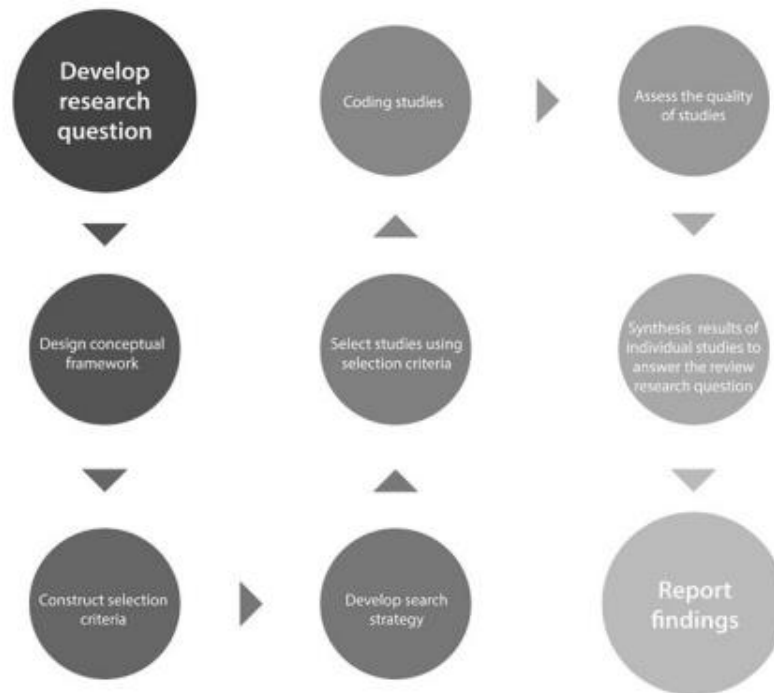 Develop
research
question
Design conceptual
framework
Construct selection
criteria
Develop search
strategy
Select studies using
selection criteria
Coding studies
Assess the quality
of studies
Synthesis results of
individual studies to
answer the review
research question
Report
findings